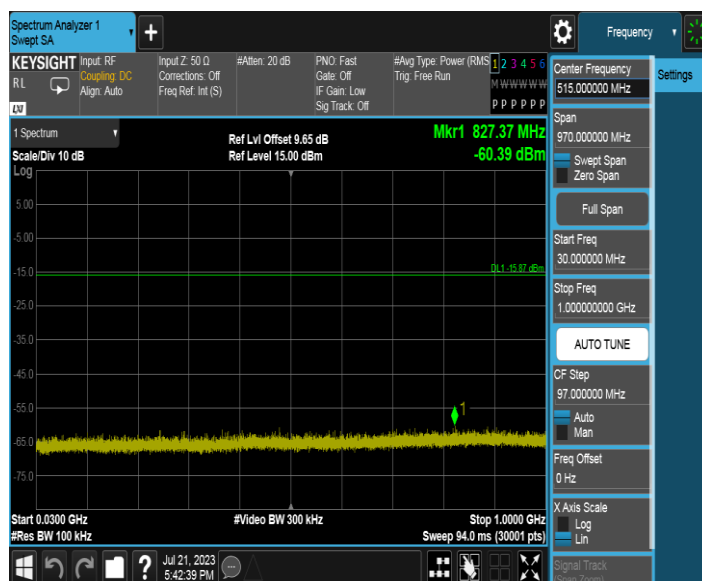 Spectrum Analyzer 1
Swept SA
+
Frequency
KEYSIGHT
RL
LXI
Input: RF
Coupling: DC
Align: Auto
Input Z: 50 Ω
Corrections: Off
Freq Ref: Int (S)
#Atten: 20 dB
PNO: Fast
Gate: Off
IF Gain: Low
Sig Track: Off
#Avg Type: Power (RMS
Trig: Free Run
1 2 3 4 5 6
M W W W W W
P P P P P P
Center Frequency
515.000000 MHz
Settings
Span
970.000000 MHz
Swept Span
Zero Span
Full Span
Start Freq
30.000000 MHz
Stop Freq
1.000000000 GHz
AUTO TUNE
CF Step
97.000000 MHz
Auto
Man
Freq Offset
0 Hz
X Axis Scale
Log
Lin
Signal Track
(Span Zoom)
1 Spectrum
Scale/Div 10 dB
Ref Lvl Offset 9.65 dB
Ref Level 15.00 dBm
Mkr1 827.37 MHz
-60.39 dBm
Log
5.00
-5.00
-15.0
DL1 -15.87 dBm
-25.0
-35.0
-45.0
-55.0
1
-65.0
-75.0
Start 0.0300 GHz
#Res BW 100 kHz
#Video BW 300 kHz
Stop 1.0000 GHz
Sweep 94.0 ms (30001 pts)
?
Jul 21, 2023
5:42:39 PM